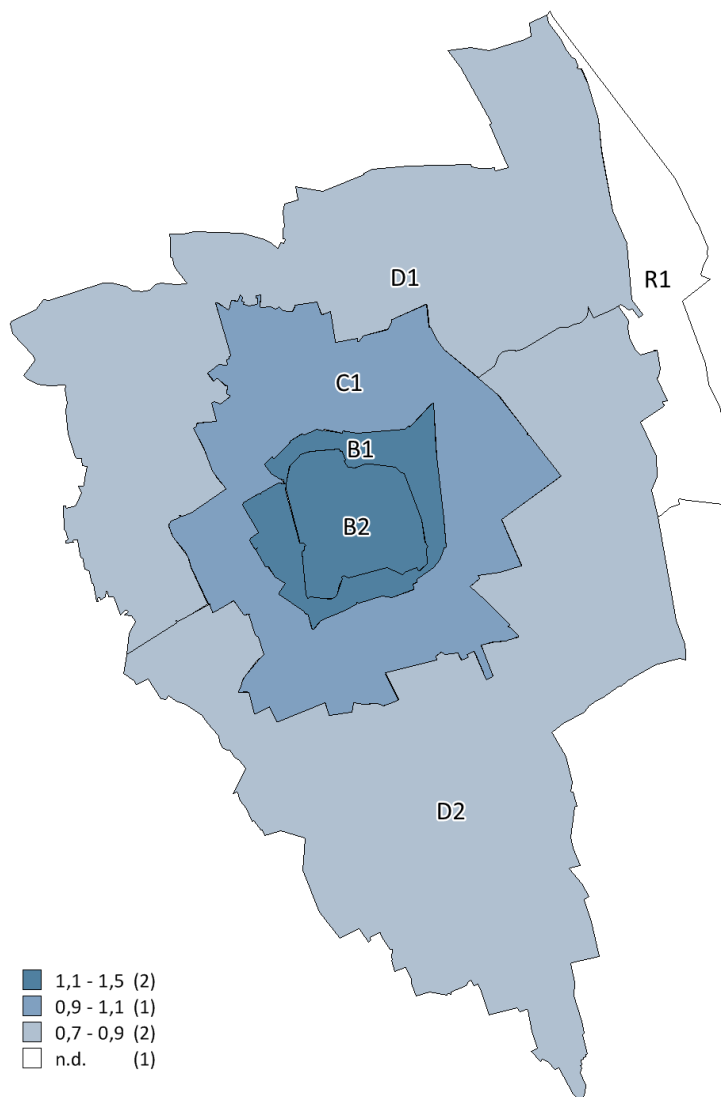 D1
R1
C1
B1
B2
D2
1,1 - 1,5 (2)
0,9 - 1,1 (1)
0,7 - 0,9 (2)
n.d. (1)